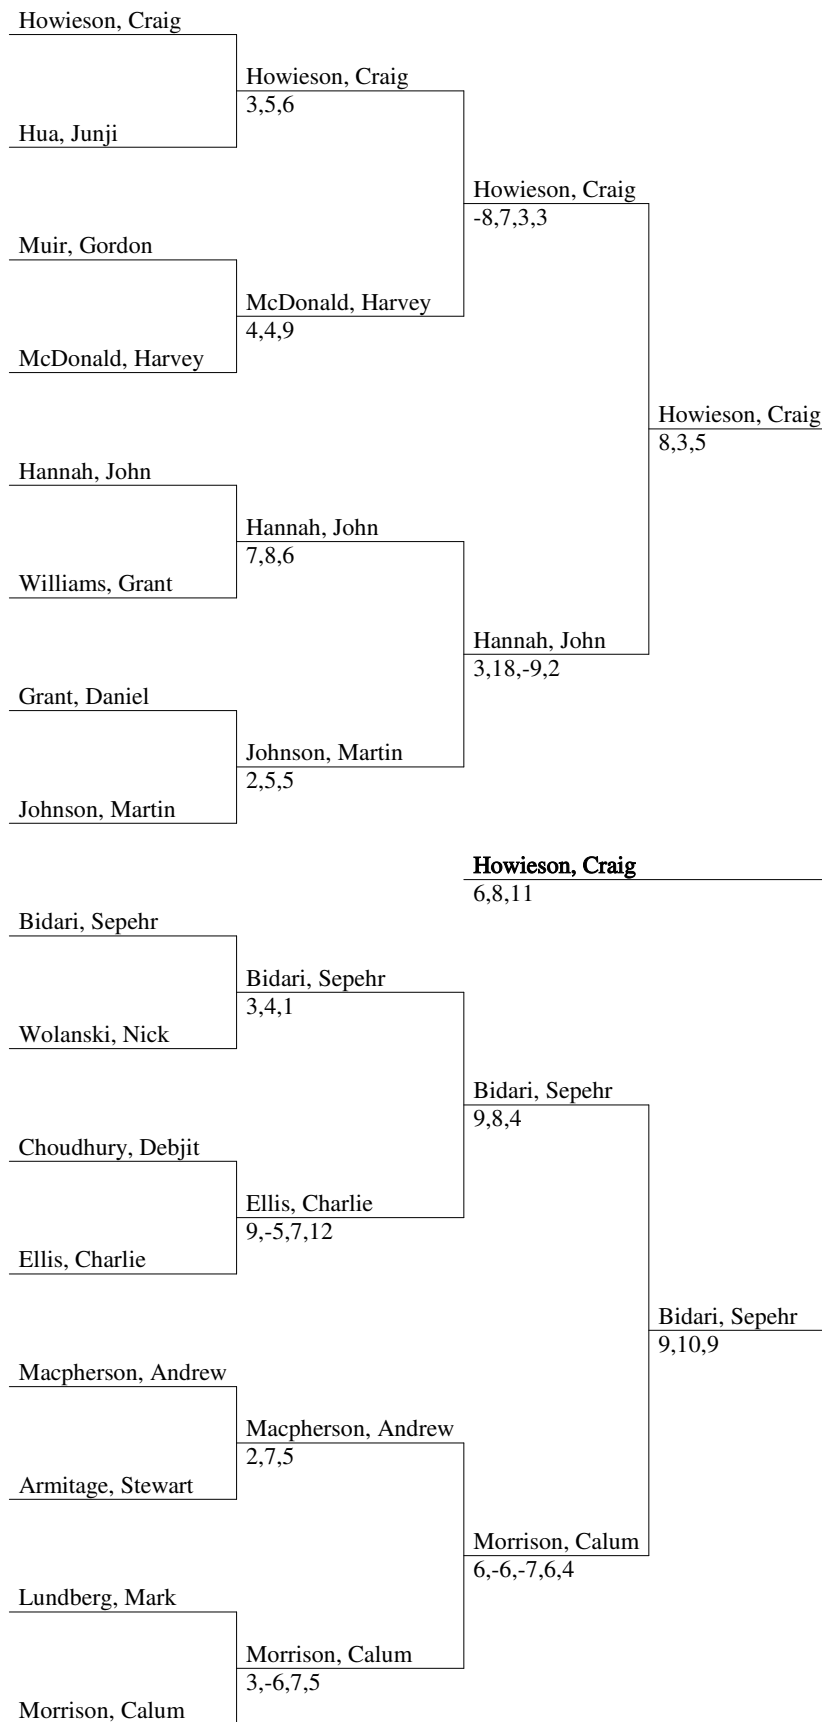 Howieson, Craig
Howieson, Craig
3,5,6
Hua, Junji
Howieson, Craig
-8,7,3,3
Muir, Gordon
McDonald, Harvey
4,4,9
McDonald, Harvey
Howieson, Craig
8,3,5
Hannah, John
Hannah, John
7,8,6
Williams, Grant
Hannah, John
3,18,-9,2
Grant, Daniel
Johnson, Martin
2,5,5
Johnson, Martin
Howieson, Craig
6,8,11
Bidari, Sepehr
Bidari, Sepehr
3,4,1
Wolanski, Nick
Bidari, Sepehr
9,8,4
Choudhury, Debjit
Ellis, Charlie
9,-5,7,12
Ellis, Charlie
Bidari, Sepehr
9,10,9
Macpherson, Andrew
Macpherson, Andrew
2,7,5
Armitage, Stewart
Morrison, Calum
6,-6,-7,6,4
Lundberg, Mark
Morrison, Calum
3,-6,7,5
Morrison, Calum